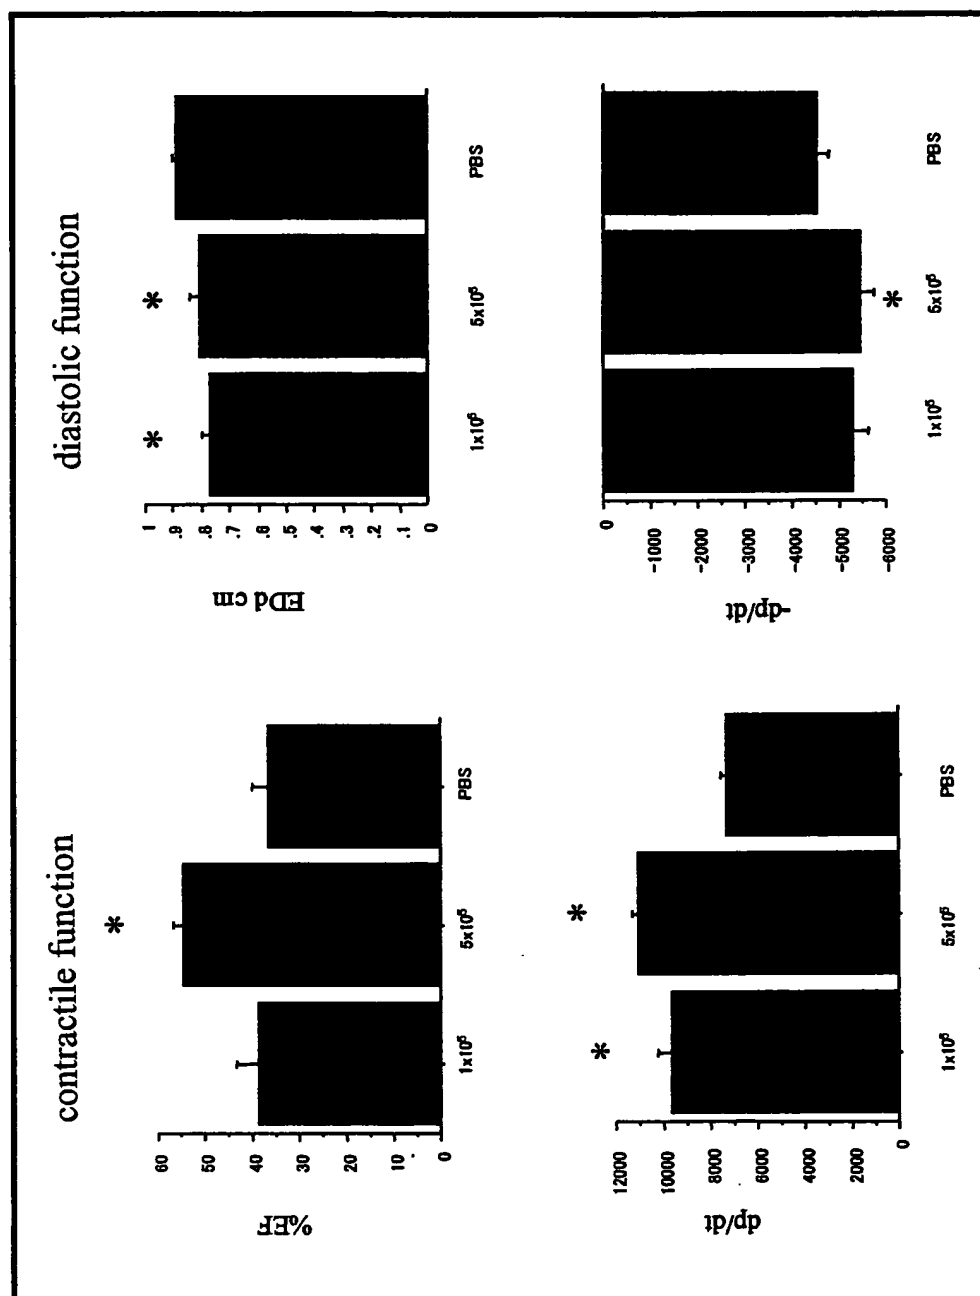 contractile function
diastolic function
%EF
60
50
40
30
20
10
0
*
1x10⁵
5x10⁵
PBS
EDd cm
1
.9
.8
.7
.6
.5
.4
.3
.2
.1
0
*
*
1x10⁵
5x10⁵
PBS
dp/dt
12000
10000
8000
6000
4000
2000
0
*
*
1x10⁵
5x10⁵
PBS
-dp/dt
0
-1000
-2000
-3000
-4000
-5000
-6000
*
1x10⁵
5x10⁵
PBS